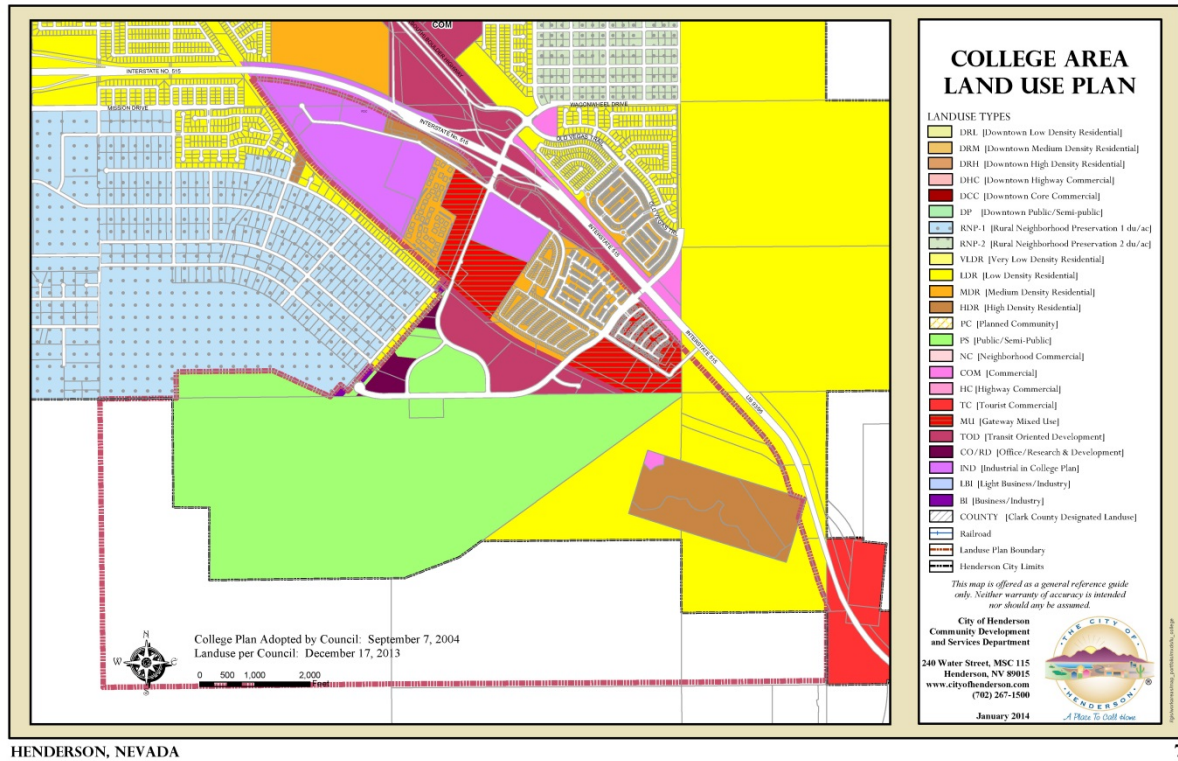 COM
INTERSTATE NO. 515
MISSION DRIVE
WAGONWHEEL DRIVE
OLD VEGAS TRAIL
INTERSTATE No. 515
INTERSTATE 515
INTERSTATE 515
US 93/95
College Plan Adopted by Council: September 7, 2004
Landuse per Council: December 17, 2013
N
W
E
S
0 500 1,000 2,000
Feet
COLLEGE AREA
LAND USE PLAN
LANDUSE TYPES
DRL [Downtown Low Density Residential]
DRM [Downtown Medium Density Residential]
DRH [Downtown High Density Residential]
DHC [Downtown Highway Commercial]
DCC [Downtown Core Commercial]
DP [Downtown Public/Semi-public]
RNP-1 [Rural Neighborhood Preservation 1 du/ac]
RNP-2 [Rural Neighborhood Preservation 2 du/ac]
VLDR [Very Low Density Residential]
LDR [Low Density Residential]
MDR [Medium Density Residential]
HDR [High Density Residential]
PC [Planned Community]
PS [Public/Semi-Public]
NC [Neighborhood Commercial]
COM [Commercial]
HC [Highway Commercial]
TC [Tourist Commercial]
MU [Gateway Mixed Use]
TOD [Transit Oriented Development]
CO/RD [Office/Research & Development]
IND [Industrial in College Plan]
LBI [Light Business/Industry]
BI [Business/Industry]
COUNTY [Clark County Designated Landuse]
Railroad
Landuse Plan Boundary
Henderson City Limits
This map is offered as a general reference guide
only. Neither warranty of accuracy is intended
nor should any be assumed.
City of Henderson
Community Development
and Services Department
240 Water Street, MSC 115
Henderson, NV 89015
www.cityofhenderson.com
(702) 267-1500
January 2014
THE CITY OF
HENDERSON
®
A Place To Call Home
HENDERSON, NEVADA